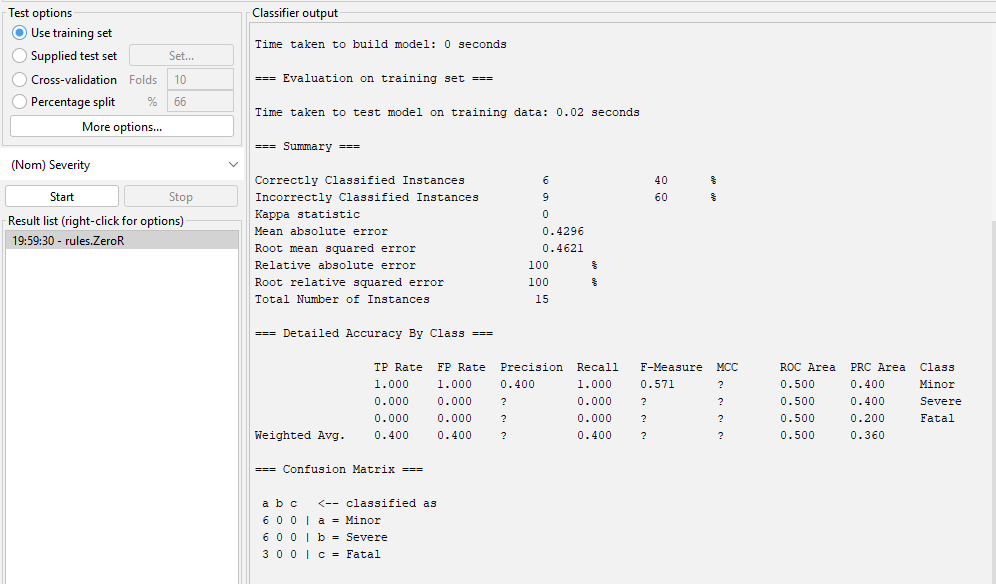 Test options
Use training set
Supplied test set Set...
Cross-validation Folds 10
Percentage split % 66
More options...
(Nom) Severity
Start Stop
Result list (right-click for options)
19:59:30 - rules.ZeroR
Classifier output
Time taken to build model: 0 seconds
=== Evaluation on training set ===
Time taken to test model on training data: 0.02 seconds
=== Summary ===
Correctly Classified Instances 6 40 %
Incorrectly Classified Instances 9 60 %
Kappa statistic 0
Mean absolute error 0.4296
Root mean squared error 0.4621
Relative absolute error 100 %
Root relative squared error 100 %
Total Number of Instances 15
=== Detailed Accuracy By Class ===
TP Rate FP Rate Precision Recall F-Measure MCC ROC Area PRC Area Class
1.000 1.000 0.400 1.000 0.571 ? 0.500 0.400 Minor
0.000 0.000 ? 0.000 ? ? 0.500 0.400 Severe
0.000 0.000 ? 0.000 ? ? 0.500 0.200 Fatal
Weighted Avg. 0.400 0.400 ? 0.400 ? ? 0.500 0.360
=== Confusion Matrix ===
a b c <-- classified as
6 0 0 | a = Minor
6 0 0 | b = Severe
3 0 0 | c = Fatal